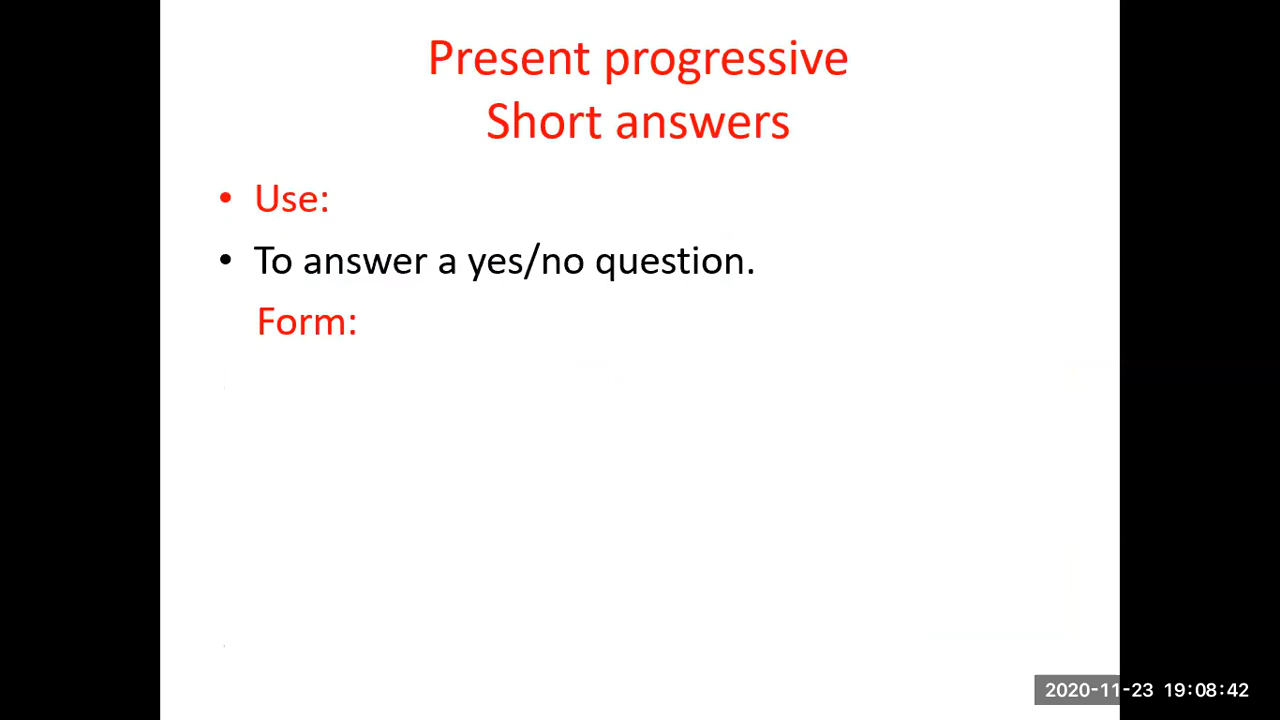 Present progressive
Short answers
• Use:
• To answer a yes/no question.
Form:
2020-11-23 19:08:42